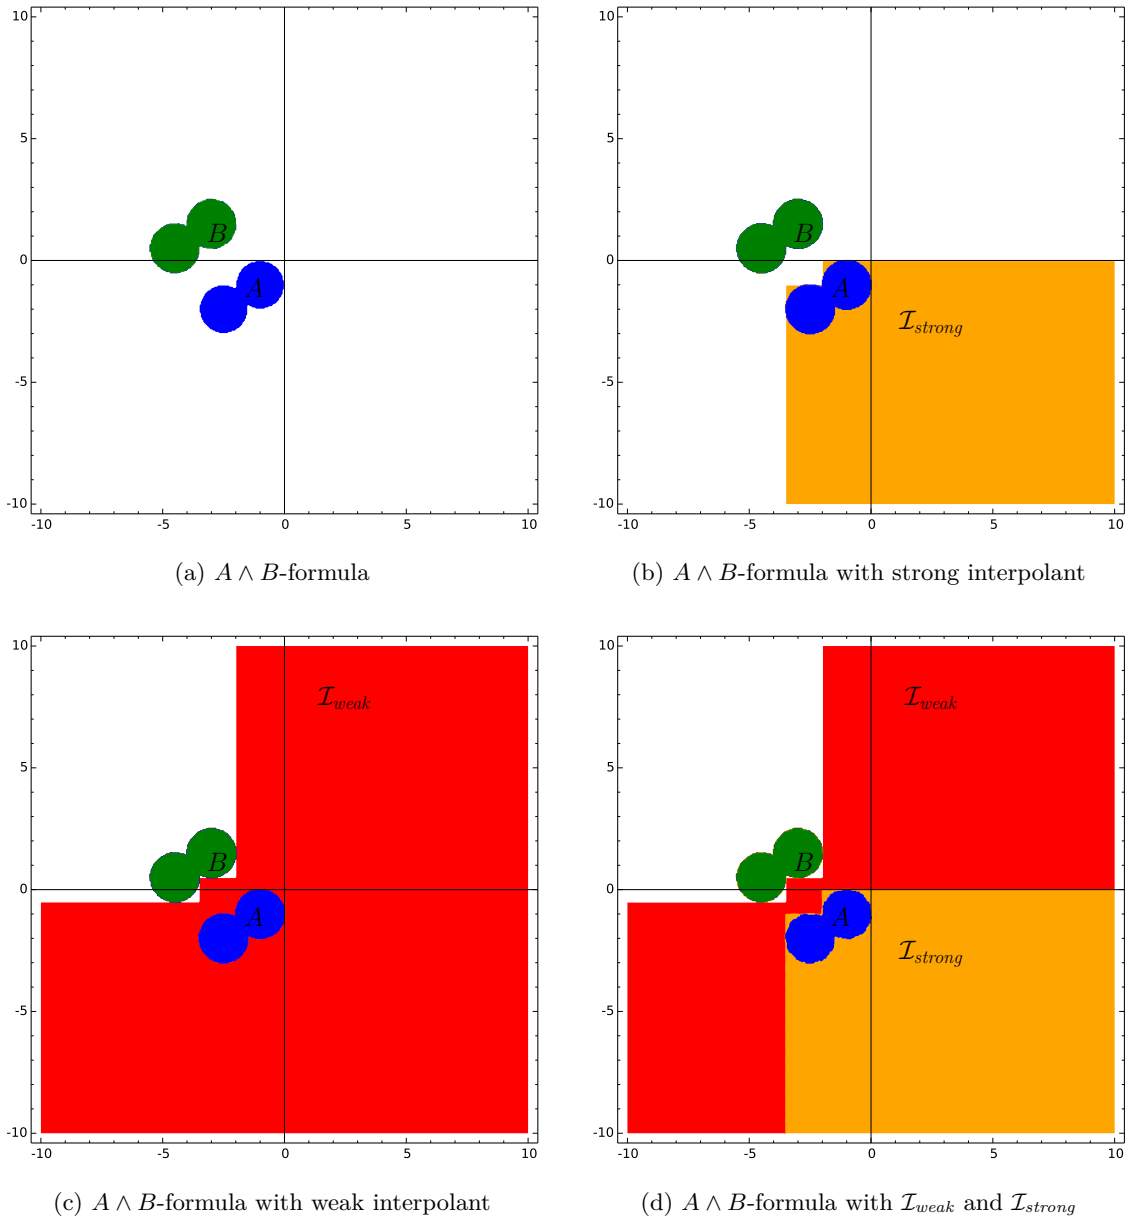 10
5
0
-5
-10
-10
-5
0
5
10
B
A
(a) A ∧ B-formula
10
5
0
-5
-10
-10
-5
0
5
10
B
A
𝓘strong
(b) A ∧ B-formula with strong interpolant
10
5
0
-5
-10
-10
-5
0
5
10
𝓘weak
B
A
(c) A ∧ B-formula with weak interpolant
10
5
0
-5
-10
-10
-5
0
5
10
𝓘weak
B
A
𝓘strong
(d) A ∧ B-formula with 𝓘weak and 𝓘strong